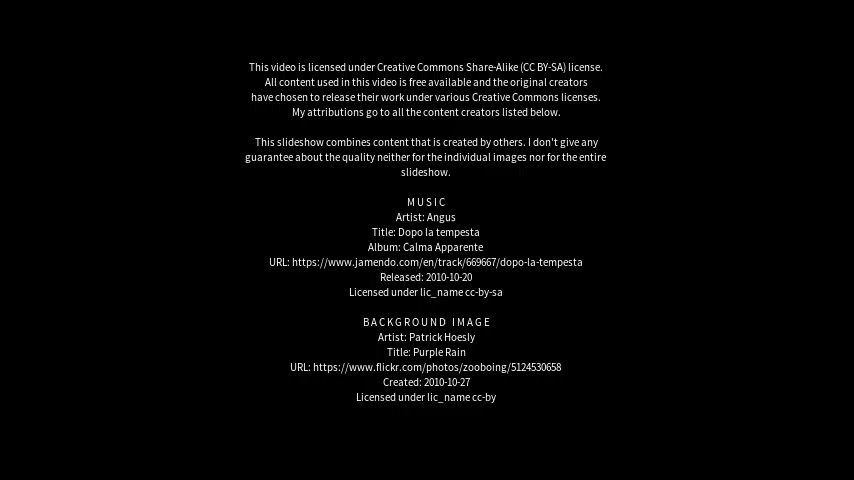 This video is licensed under Creative Commons Share-Alike (CC BY-SA) license.
All content used in this video is free available and the original creators
have chosen to release their work under various Creative Commons licenses.
My attributions go to all the content creators listed below.
This slideshow combines content that is created by others. I don't give any
guarantee about the quality neither for the individual images nor for the entire
slideshow.
M U S I C
Artist: Angus
Title: Dopo la tempesta
Album: Calma Apparente
URL: https://www.jamendo.com/en/track/669667/dopo-la-tempesta
Released: 2010-10-20
Licensed under lic_name cc-by-sa
B A C K G R O U N D   I M A G E
Artist: Patrick Hoesly
Title: Purple Rain
URL: https://www.flickr.com/photos/zooboing/5124530658
Created: 2010-10-27
Licensed under lic_name cc-by